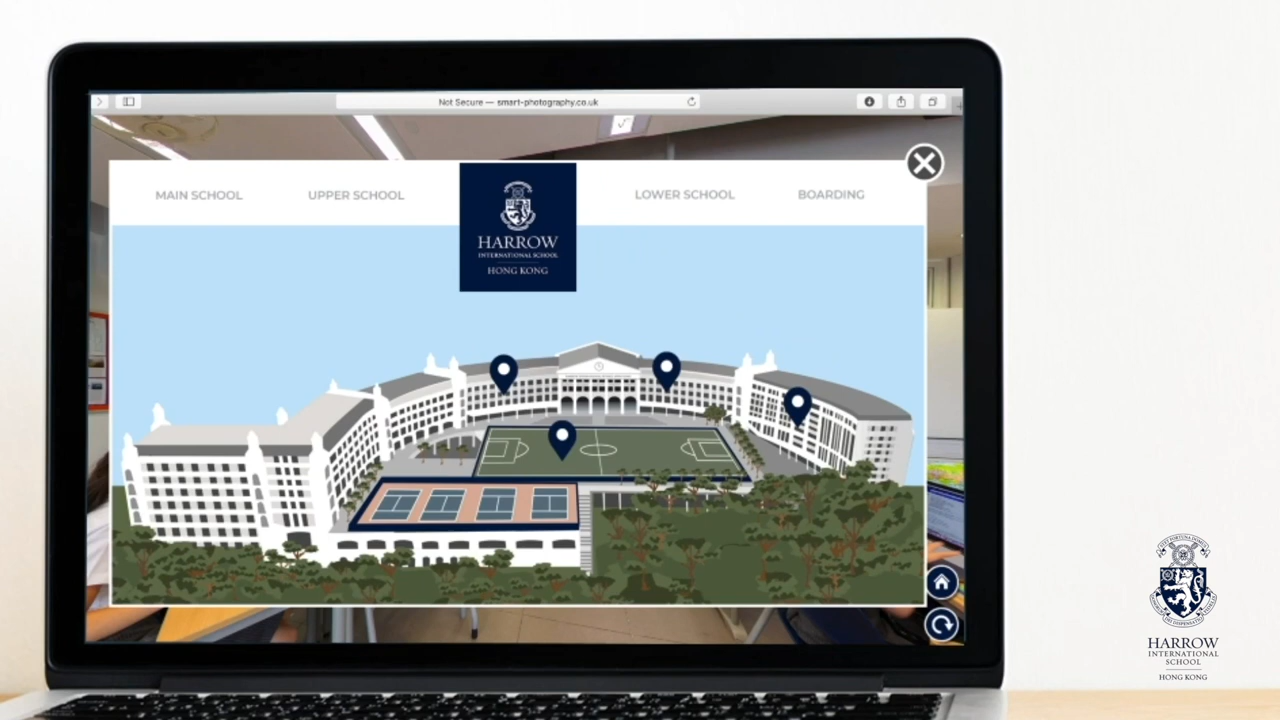 Not Secure — smart-photography.co.uk
MAIN SCHOOL
UPPER SCHOOL
LOWER SCHOOL
BOARDING
HARROW
INTERNATIONAL SCHOOL
HONG KONG
HARROW
INTERNATIONAL
SCHOOL
HONG KONG